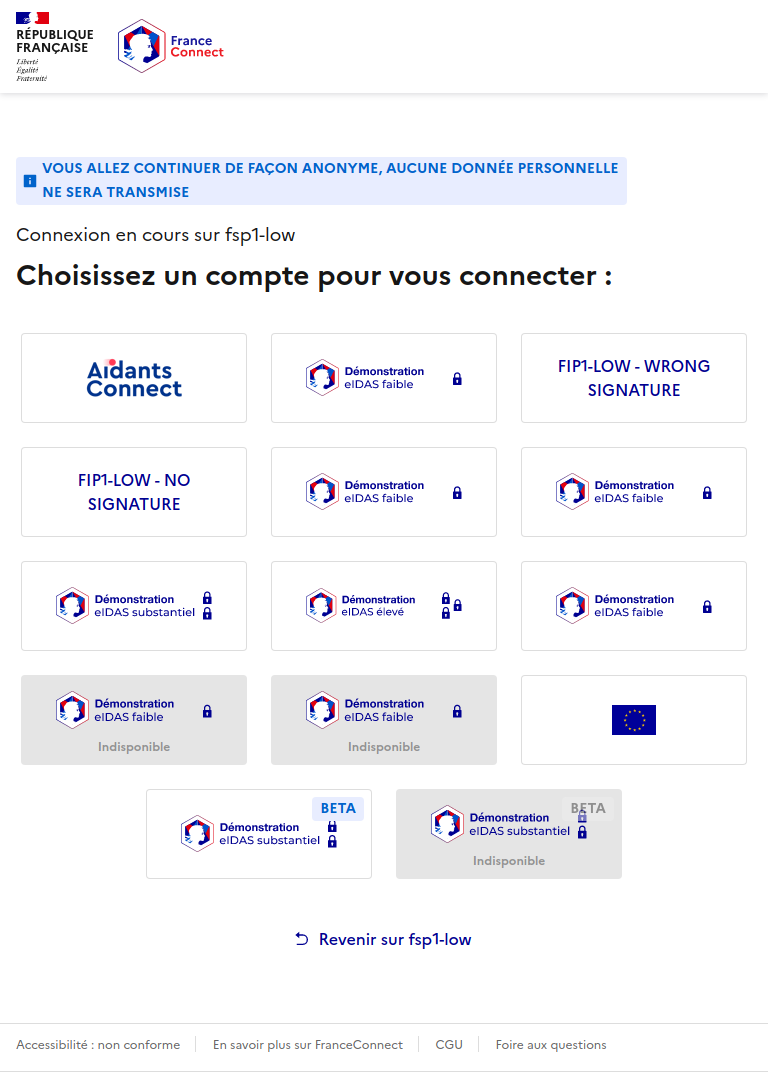 RÉPUBLIQUE
FRANÇAISE
Liberté
Égalité
Fraternité
France
Connect
VOUS ALLEZ CONTINUER DE FAÇON ANONYME, AUCUNE DONNÉE PERSONNELLE
NE SERA TRANSMISE
Connexion en cours sur fsp1-low
Choisissez un compte pour vous connecter :
Aidants
Connect
Démonstration
eIDAS faible
FIP1-LOW - WRONG
SIGNATURE
FIP1-LOW - NO
SIGNATURE
Démonstration
eIDAS faible
Démonstration
eIDAS faible
Démonstration
eIDAS substantiel
Démonstration
eIDAS élevé
Démonstration
eIDAS faible
Démonstration
eIDAS faible
Indisponible
Démonstration
eIDAS faible
Indisponible
BETA
Démonstration
eIDAS substantiel
BETA
Démonstration
eIDAS substantiel
Indisponible
Revenir sur fsp1-low
Accessibilité : non conforme
En savoir plus sur FranceConnect
CGU
Foire aux questions